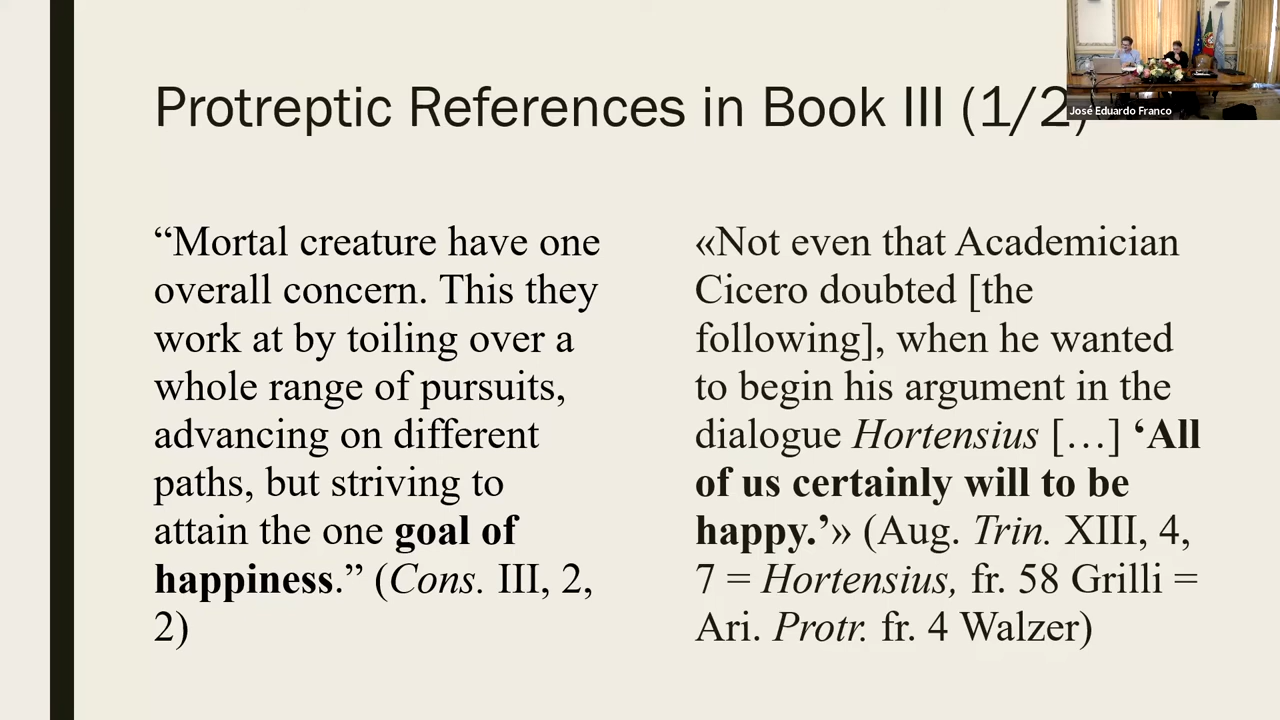 Protreptic References in Book III (1/2)
José Eduardo Franco
“Mortal creature have one
overall concern. This they
work at by toiling over a
whole range of pursuits,
advancing on different
paths, but striving to
attain the one goal of
happiness.” (Cons. III, 2,
2)
«Not even that Academician
Cicero doubted [the
following], when he wanted
to begin his argument in the
dialogue Hortensius […] ‘All
of us certainly will to be
happy.’» (Aug. Trin. XIII, 4,
7 = Hortensius, fr. 58 Grilli =
Ari. Protr. fr. 4 Walzer)